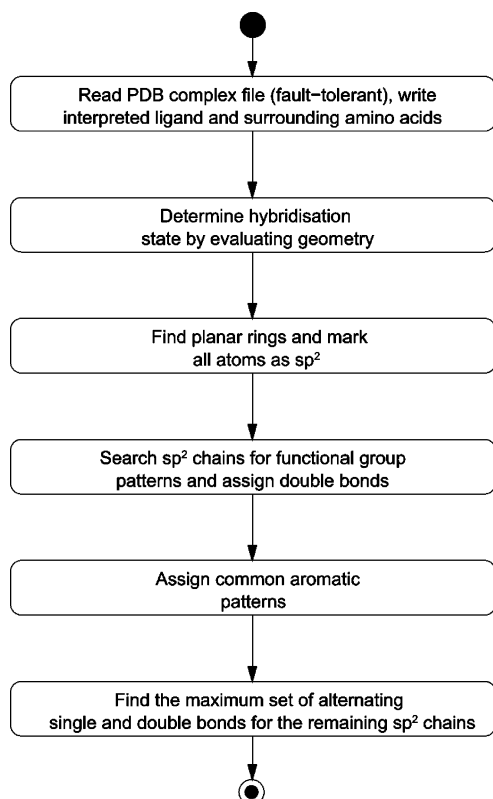 Read PDB complex file (fault−tolerant), write
interpreted ligand and surrounding amino acids
Determine hybridisation
state by evaluating geometry
Find planar rings and mark
all atoms as sp²
Search sp² chains for functional group
patterns and assign double bonds
Assign common aromatic
patterns
Find the maximum set of alternating
single and double bonds for the remaining sp² chains